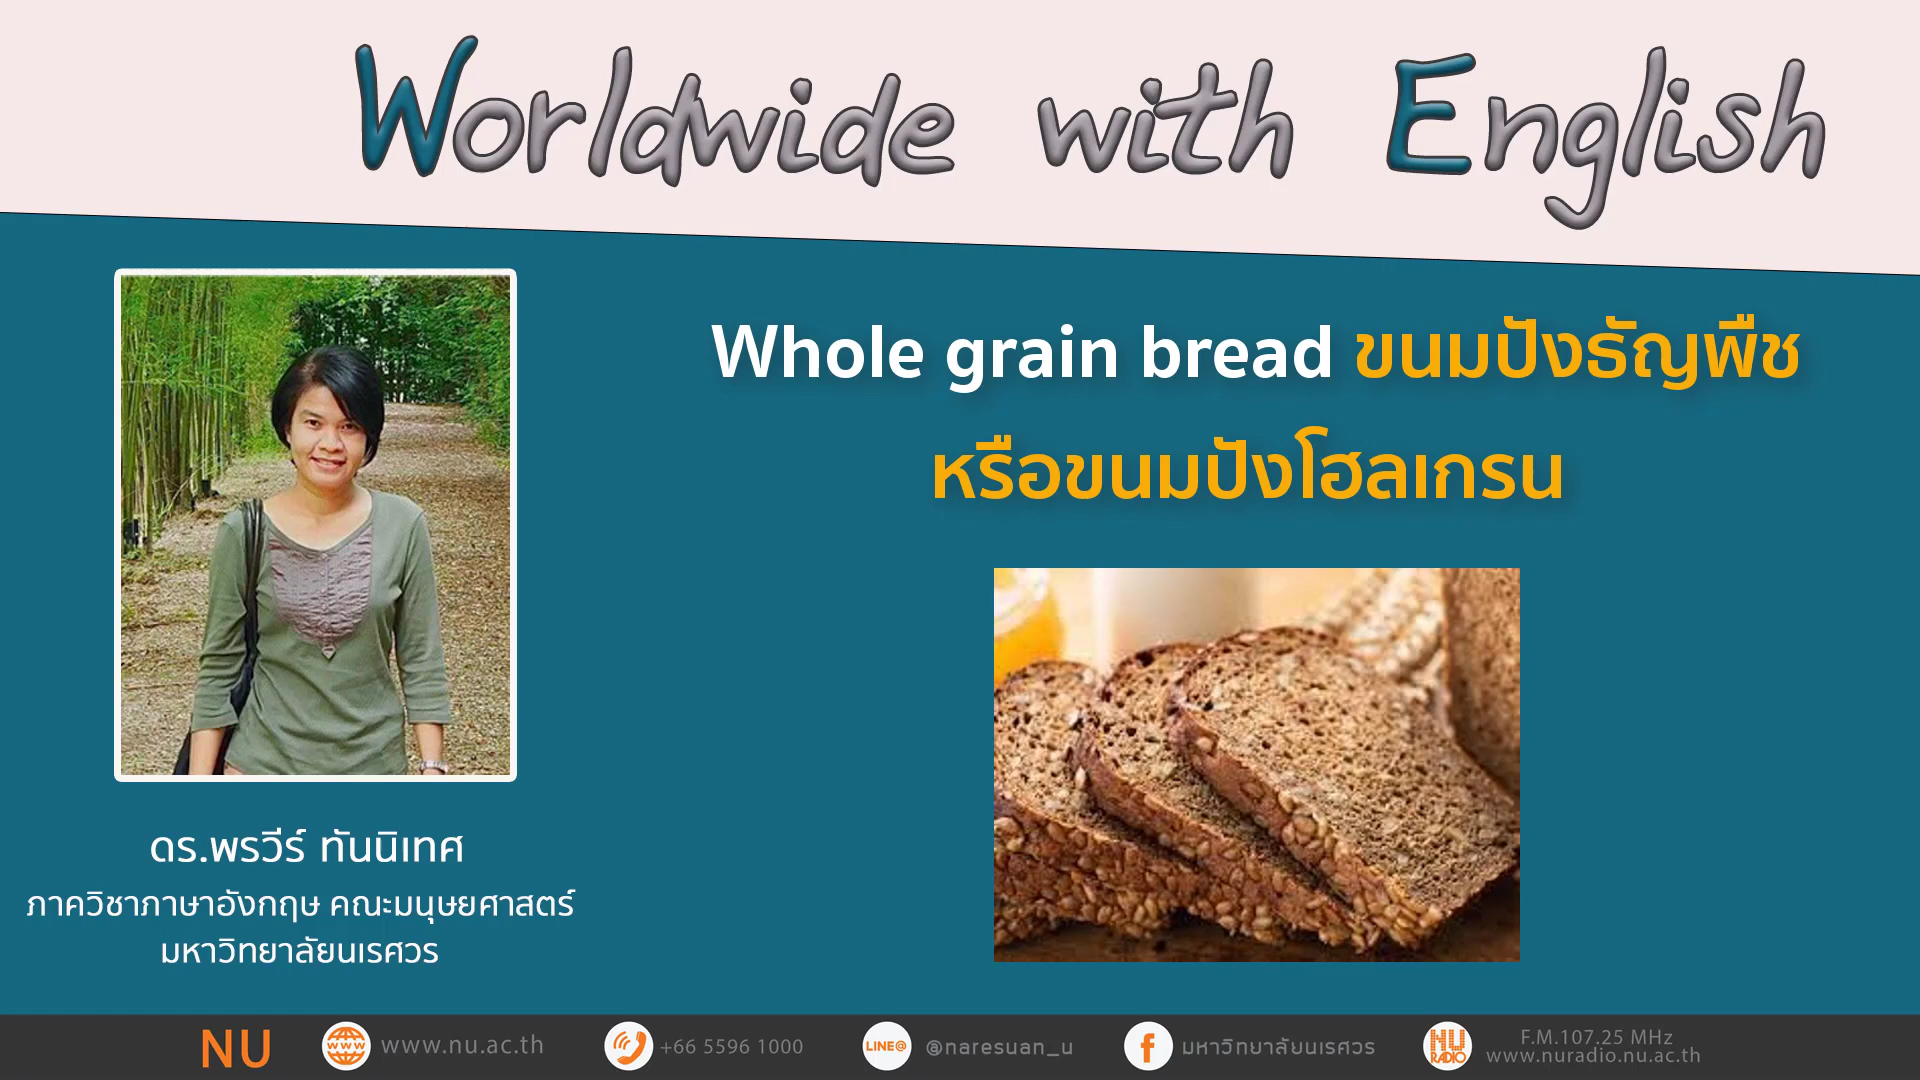 Worldwide with English
Whole grain bread ขนมปังธัญพืช
หรือขนมปังโฮลเกรน
ดร.พรวีร์ ทันนิเทศ
ภาควิชาภาษาอังกฤษ คณะมนุษยศาสตร์
มหาวิทยาลัยนเรศวร
NU
www
www.nu.ac.th
+66 5596 1000
LINE@
@naresuan_u
มหาวิทยาลัยนเรศวร
NU
RADIO
F.M.107.25 MHz
www.nuradio.nu.ac.th